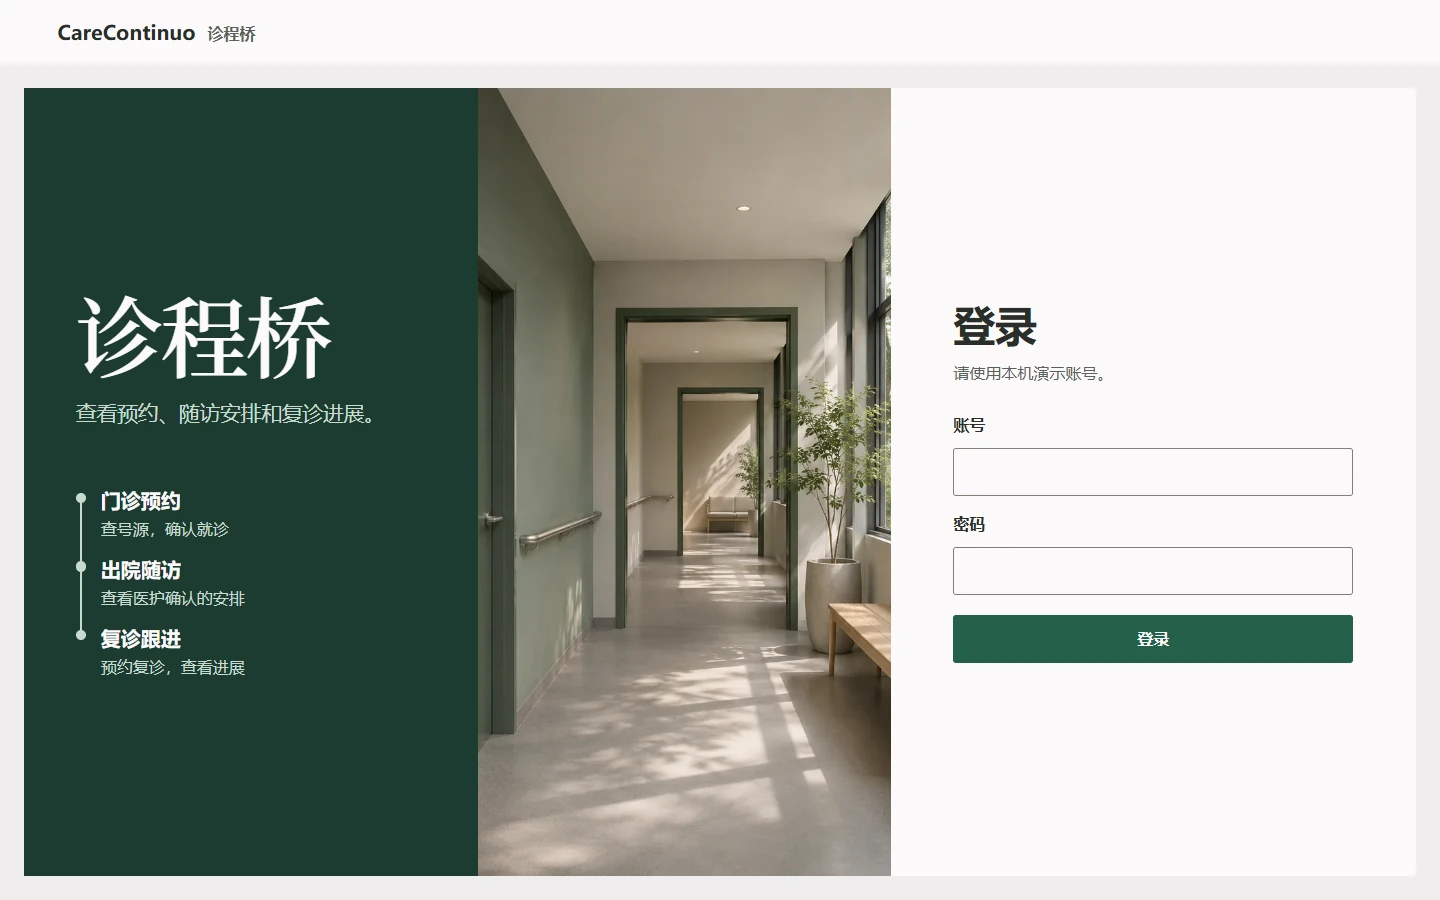 CareContinuo 诊程桥
诊程桥
查看预约、随访安排和复诊进展。
门诊预约
查号源，确认就诊
出院随访
查看医护确认的安排
复诊跟进
预约复诊，查看进展
登录
请使用本机演示账号。
账号
密码
登录